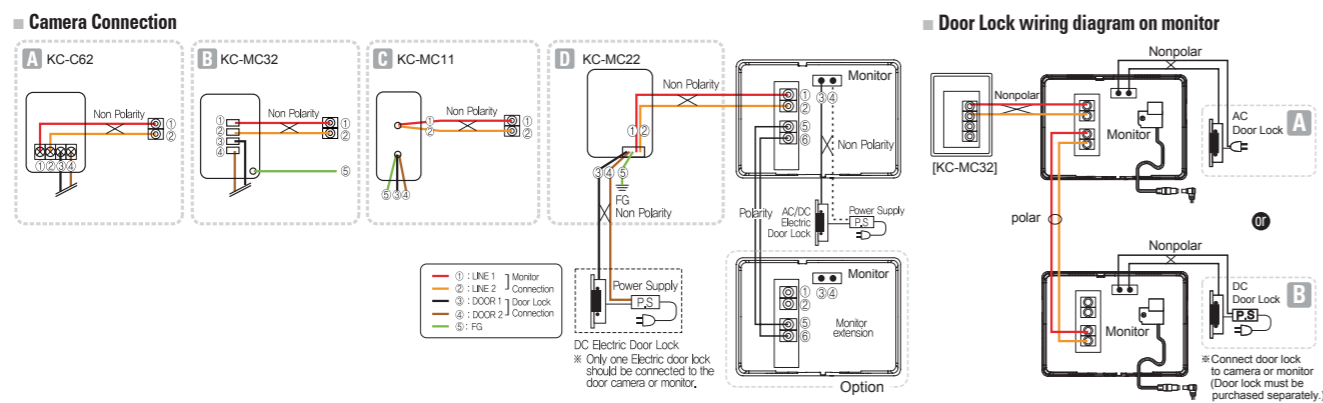 ■ Camera Connection
A KC-C62
Non Polarity
①
②
①②③④
B KC-MC32
Non Polarity
①
②
③
④
①
②
⑤
C KC-MC11
Non Polarity
①
②
①
②
⑤③④
D KC-MC22
①②
③④ ⑤
FG
Non Polarity
Non Polarity
Monitor
①
②
③④
⑤
⑥
Non Polarity
Polarity
AC/DC
Electric
Door Lock
Power Supply
P.S
① : LINE 1
② : LINE 2
Monitor
Connection
③ : DOOR 1
④ : DOOR 2
Door Lock
Connection
⑤ : FG
Power Supply
P.S
DC Electric Door Lock
※ Only one Electric door lock
should be connected to the
door camera or monitor.
Monitor
①
②
③④
⑤
⑥
Monitor
extension
Option
■ Door Lock wiring diagram on monitor
Nonpolar
Nonpolar
[KC-MC32]
Monitor
AC
Door Lock
A
polar
or
Nonpolar
Monitor
DC
Door Lock
P.S
B
※Connect door lock
to camera or monitor
(Door lock must be
purchased separately.)